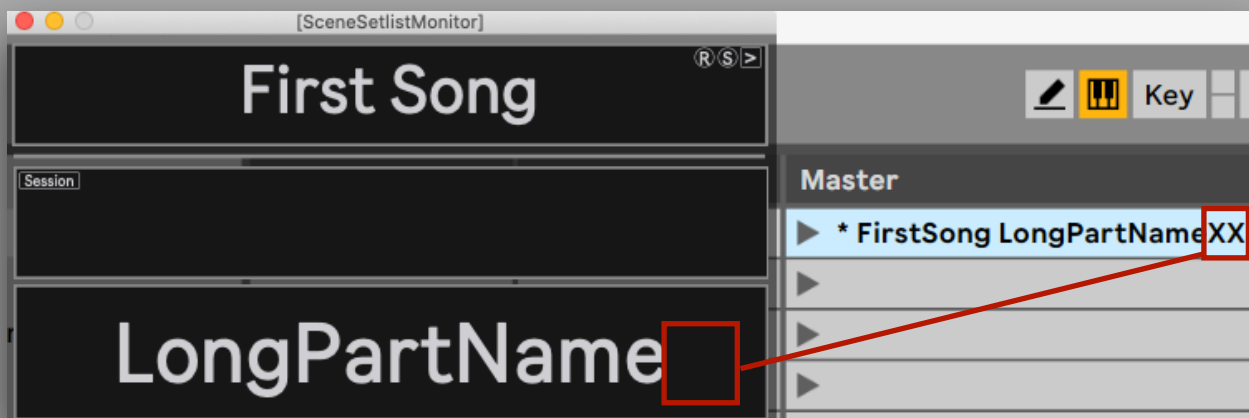 [SceneSetlistMonitor]
First Song
R S >
Key
Session
Master
* FirstSong LongPartNameXX
LongPartName